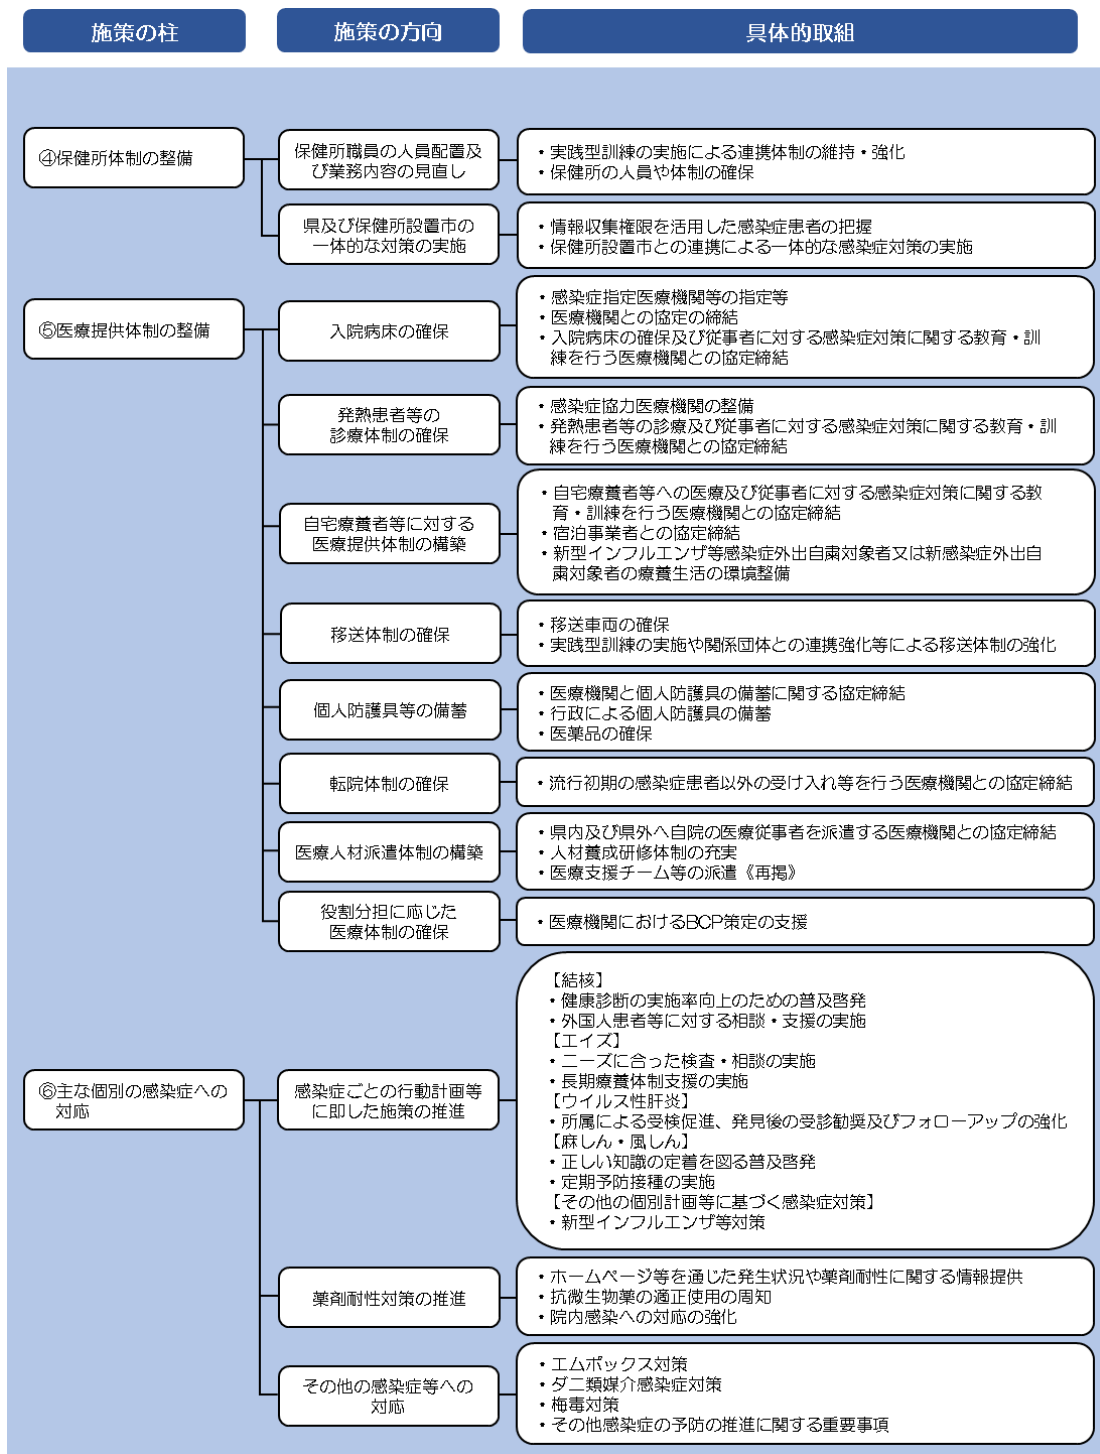 施策の柱
施策の方向
具体的取組
④保健所体制の整備
保健所職員の人員配置及
び業務内容の見直し
・実践型訓練の実施による連携体制の維持・強化
・保健所の人員や体制の確保
県及び保健所設置市の
一体的な対策の実施
・情報収集権限を活用した感染症患者の把握
・保健所設置市との連携による一体的な感染症対策の実施
⑤医療提供体制の整備
入院病床の確保
・感染症指定医療機関等の指定等
・医療機関との協定の締結
・入院病床の確保及び従事者に対する感染症対策に関する教育・訓
練を行う医療機関との協定締結
発熱患者等の
診療体制の確保
・感染症協力医療機関の整備
・発熱患者等の診療及び従事者に対する感染症対策に関する教育・訓
練を行う医療機関との協定締結
自宅療養者等に対する
医療提供体制の構築
・自宅療養者等への医療及び従事者に対する感染症対策に関する教
育・訓練を行う医療機関との協定締結
・宿泊事業者との協定締結
・新型インフルエンザ等感染症外出自粛対象者又は新感染症外出自
粛対象者の療養生活の環境整備
移送体制の確保
・移送車両の確保
・実践型訓練の実施や関係団体との連携強化等による移送体制の強化
個人防護具等の備蓄
・医療機関と個人防護具の備蓄に関する協定締結
・行政による個人防護具の備蓄
・医薬品の確保
転院体制の確保
・流行初期の感染症患者以外の受け入れ等を行う医療機関との協定締結
医療人材派遣体制の構築
・県内及び県外へ自院の医療従事者を派遣する医療機関との協定締結
・人材養成研修体制の充実
・医療支援チーム等の派遣《再掲》
役割分担に応じた
医療体制の確保
・医療機関におけるBCP策定の支援
⑥主な個別の感染症への
対応
感染症ごとの行動計画等
に即した施策の推進
【結核】
・健康診断の実施率向上のための普及啓発
・外国人患者等に対する相談・支援の実施
【エイズ】
・ニーズに合った検査・相談の実施
・長期療養体制支援の実施
【ウイルス性肝炎】
・所属による受検促進、発見後の受診勧奨及びフォローアップの強化
【麻しん・風しん】
・正しい知識の定着を図る普及啓発
・定期予防接種の実施
【その他の個別計画等に基づく感染症対策】
・新型インフルエンザ等対策
薬剤耐性対策の推進
・ホームページ等を通じた発生状況や薬剤耐性に関する情報提供
・抗微生物薬の適正使用の周知
・院内感染への対応の強化
その他の感染症等への
対応
・エムポックス対策
・ダニ類媒介感染症対策
・梅毒対策
・その他感染症の予防の推進に関する重要事項